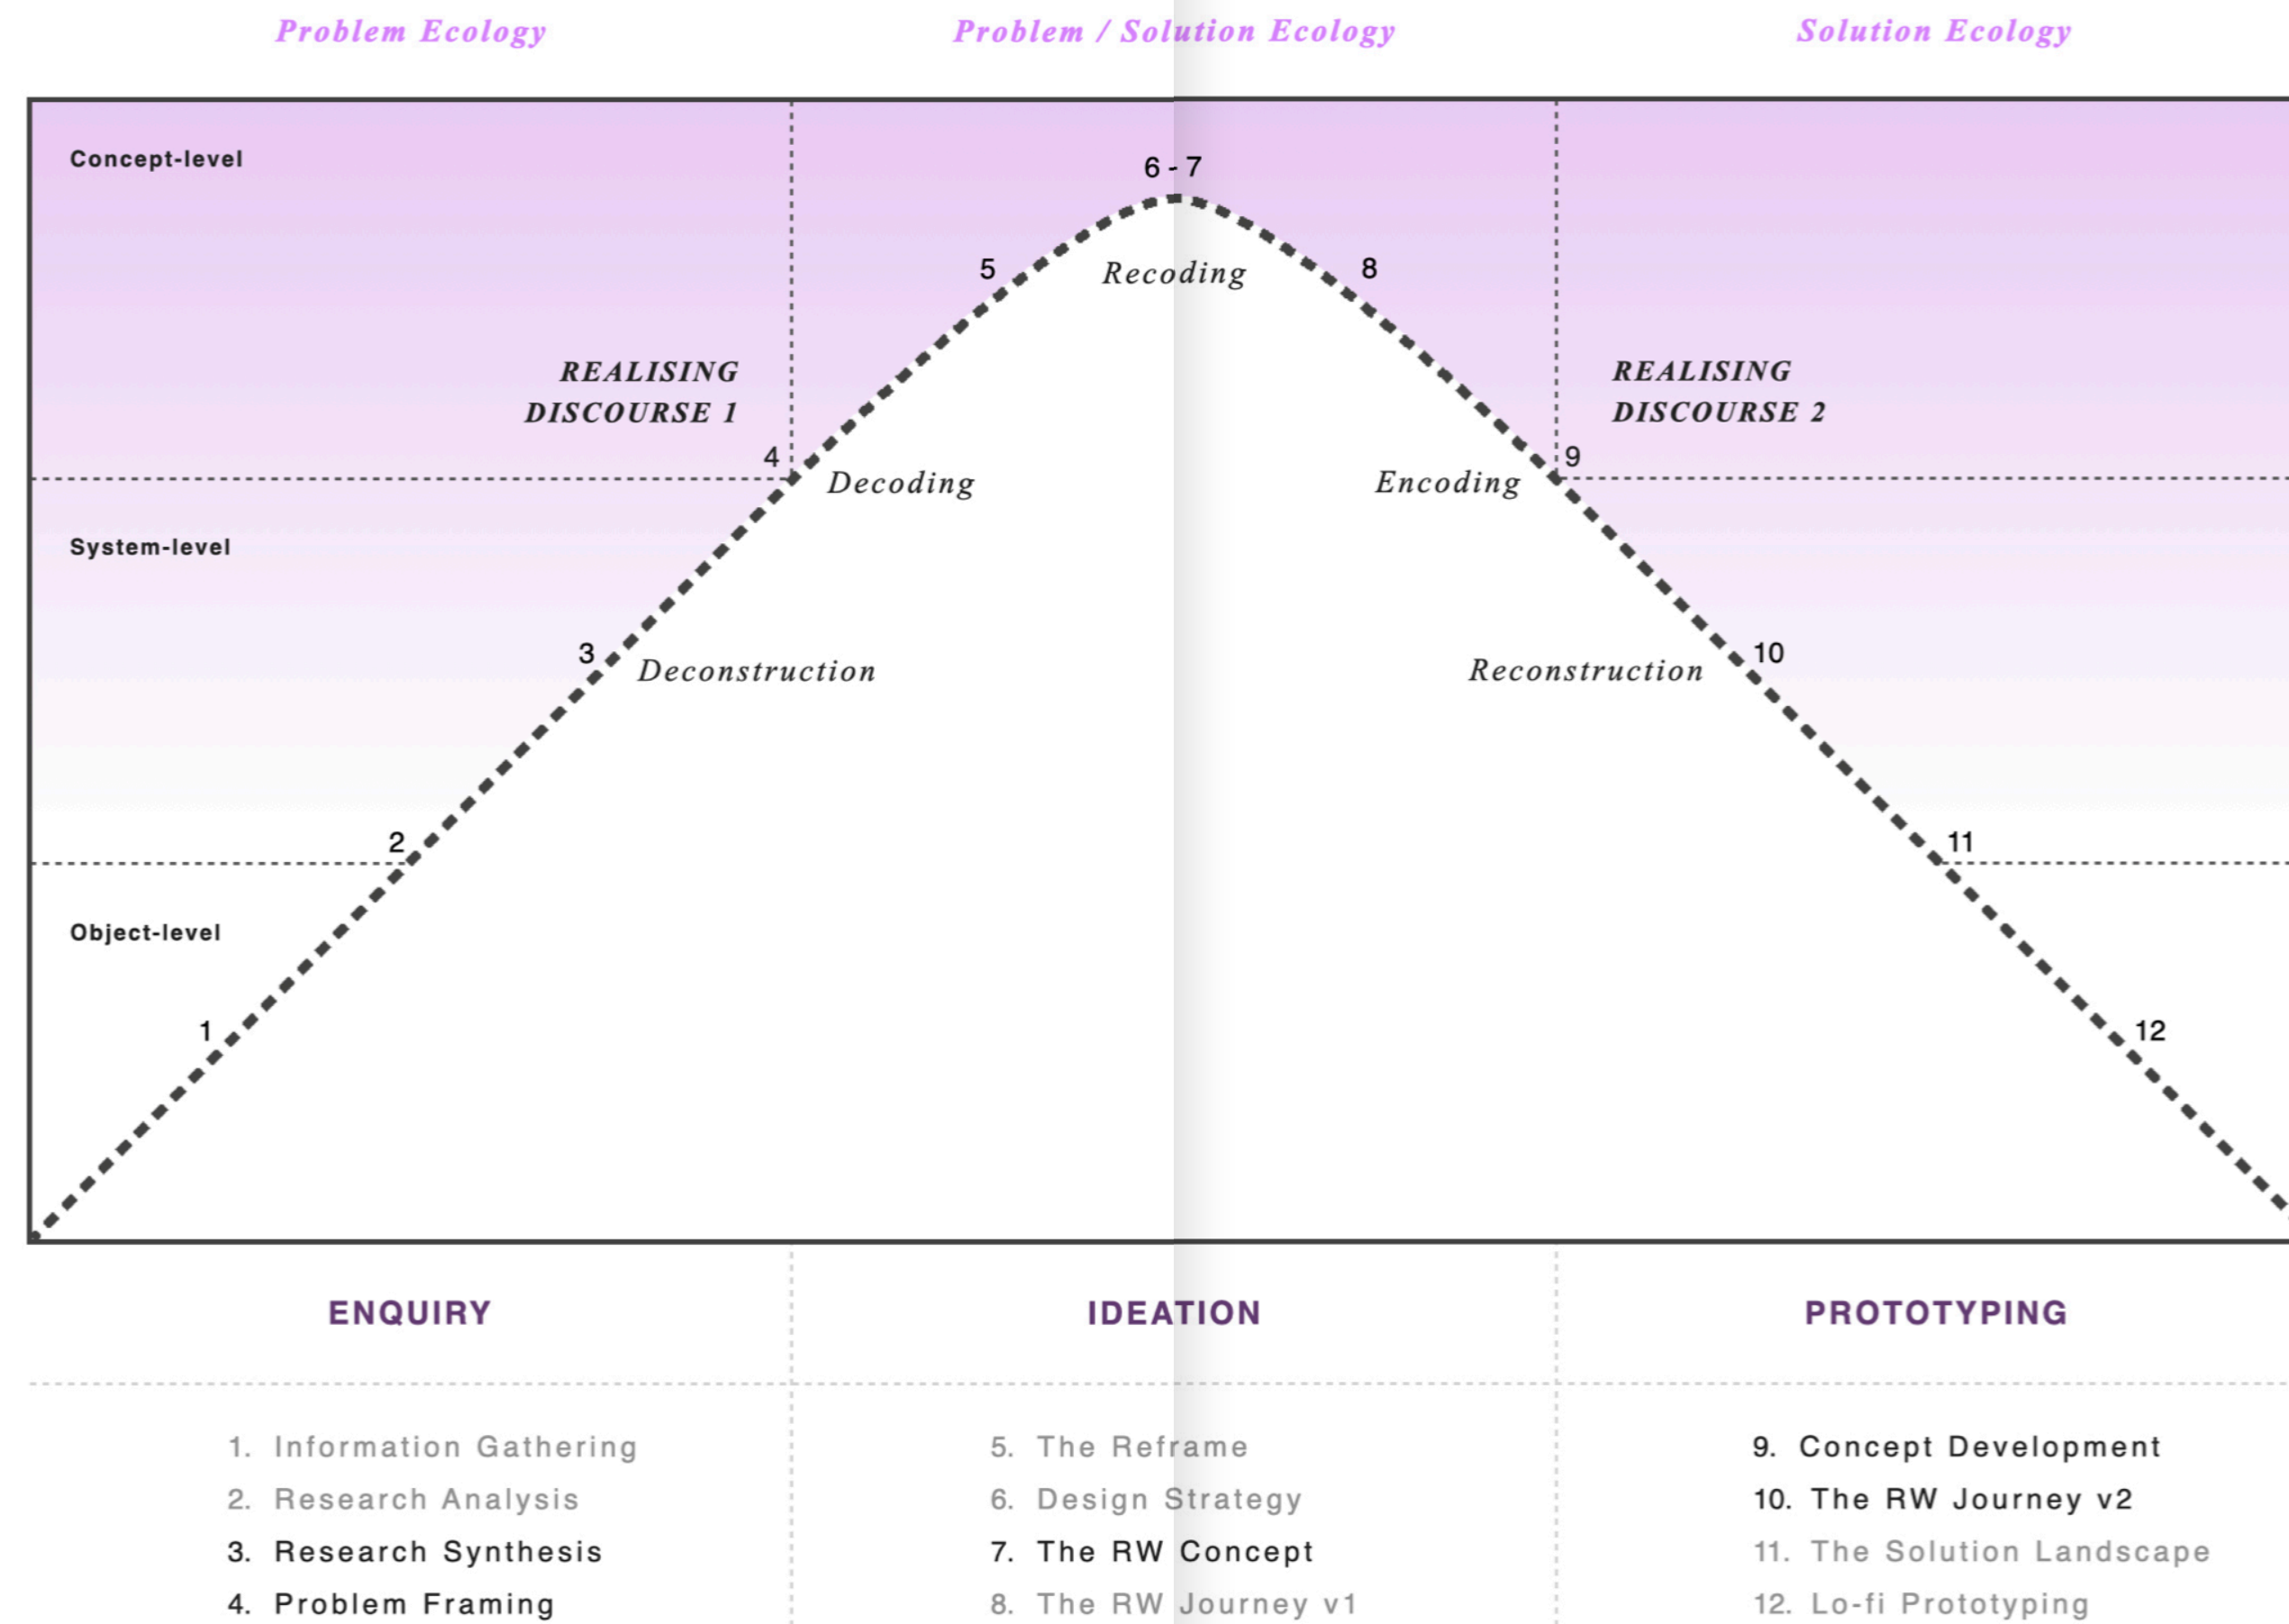 Problem Ecology
Problem / Solution Ecology
Solution Ecology
Concept-level
6 - 7
5
Recoding
8
REALISING
DISCOURSE 1
REALISING
DISCOURSE 2
4
Decoding
Encoding
9
System-level
3
Deconstruction
Reconstruction
10
2
11
Object-level
1
12
ENQUIRY
IDEATION
PROTOTYPING
1. Information Gathering
2. Research Analysis
3. Research Synthesis
4. Problem Framing
5. The Reframe
6. Design Strategy
7. The RW Concept
8. The RW Journey v1
9. Concept Development
10. The RW Journey v2
11. The Solution Landscape
12. Lo-fi Prototyping